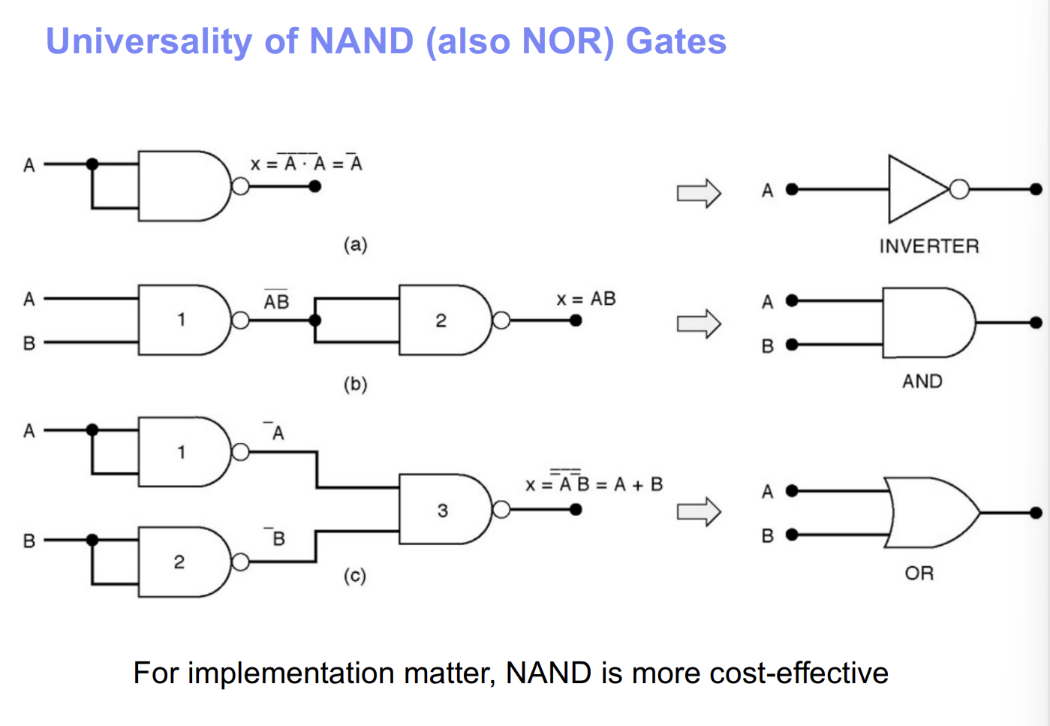 Universality of NAND (also NOR) Gates
A
x = A̅ ̅·̅ ̅A̅ = A̅
A
INVERTER
(a)
A
B
1
A̅B̅
2
x = AB
A
B
AND
(b)
A
1
A̅
B
2
B̅
3
x = A̿ B̿ = A + B
A
B
OR
(c)
For implementation matter, NAND is more cost-effective